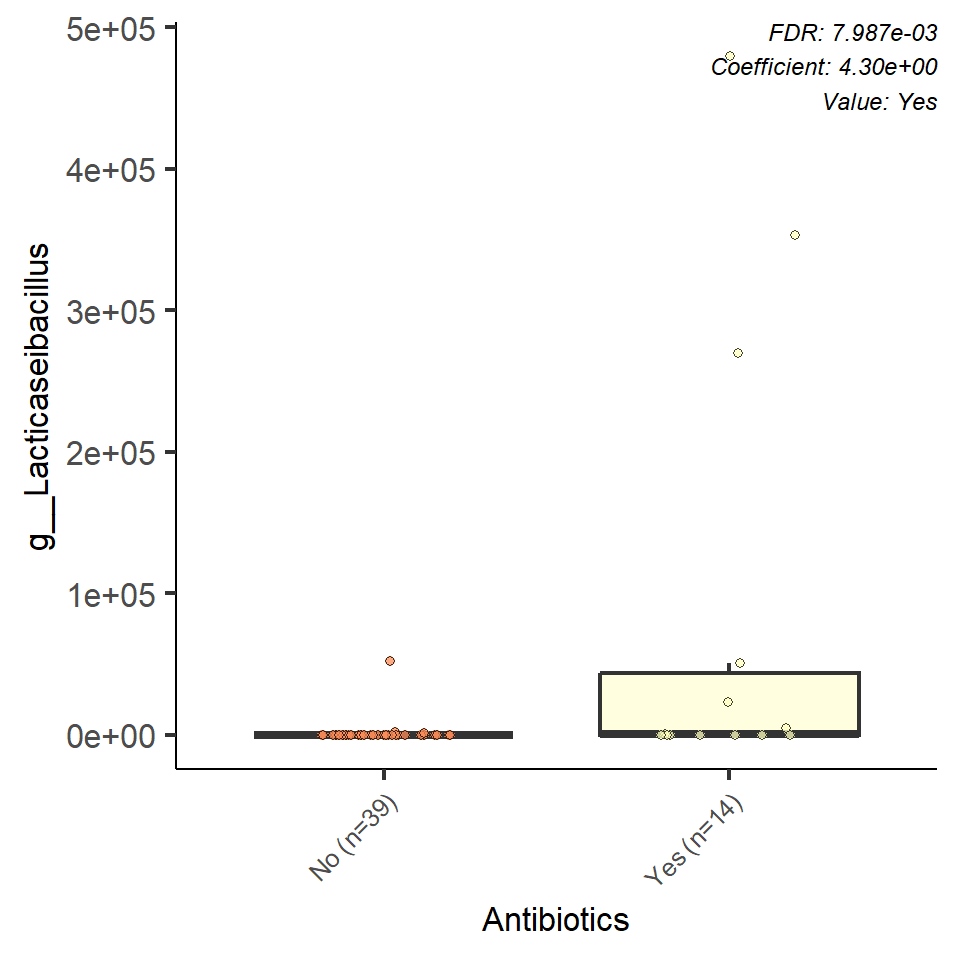 FDR: 7.987e-03
Coefficient: 4.30e+00
Value: Yes
5e+05
4e+05
3e+05
2e+05
1e+05
0e+00
g__Lacticaseibacillus
No (n=39)
Yes (n=14)
Antibiotics